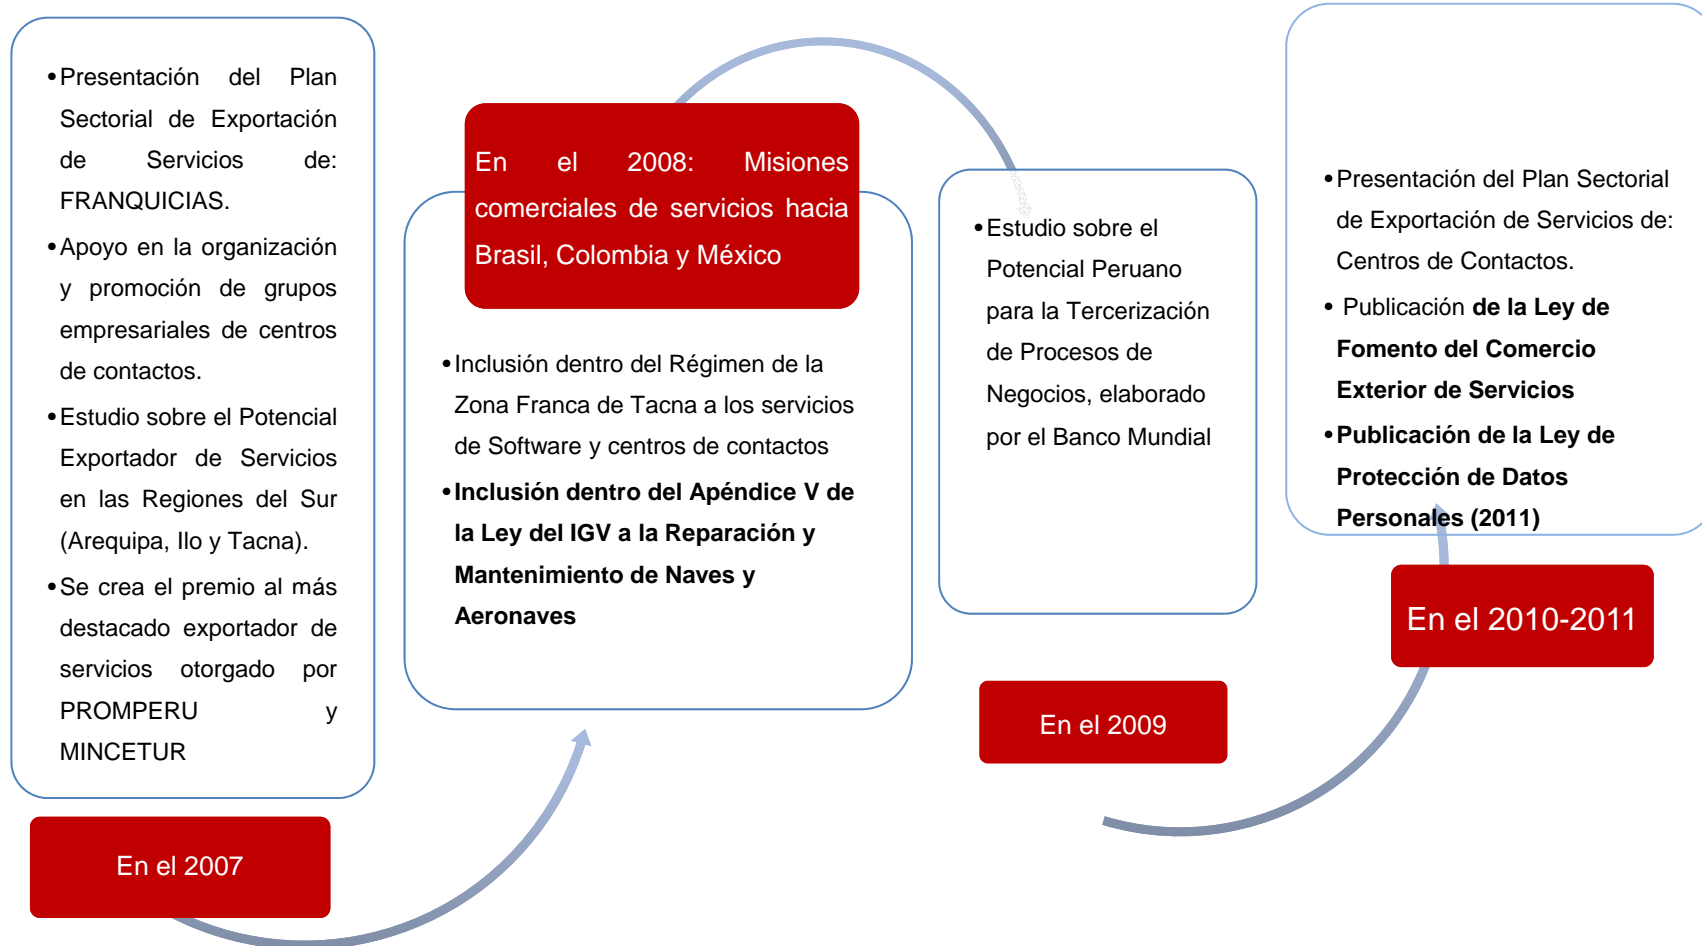 •Presentación del Plan
Sectorial de Exportación
de Servicios de:
FRANQUICIAS.
•Apoyo en la organización
y promoción de grupos
empresariales de centros
de contactos.
•Estudio sobre el Potencial
Exportador de Servicios
en las Regiones del Sur
(Arequipa, Ilo y Tacna).
•Se crea el premio al más
destacado exportador de
servicios otorgado por
PROMPERU y
MINCETUR
En el 2007
En el 2008: Misiones
comerciales de servicios hacia
Brasil, Colombia y México
•Inclusión dentro del Régimen de la
Zona Franca de Tacna a los servicios
de Software y centros de contactos
•Inclusión dentro del Apéndice V de
la Ley del IGV a la Reparación y
Mantenimiento de Naves y
Aeronaves
•Estudio sobre el
Potencial Peruano
para la Tercerización
de Procesos de
Negocios, elaborado
por el Banco Mundial
En el 2009
•Presentación del Plan Sectorial
de Exportación de Servicios de:
Centros de Contactos.
• Publicación de la Ley de
Fomento del Comercio
Exterior de Servicios
•Publicación de la Ley de
Protección de Datos
Personales (2011)
En el 2010-2011